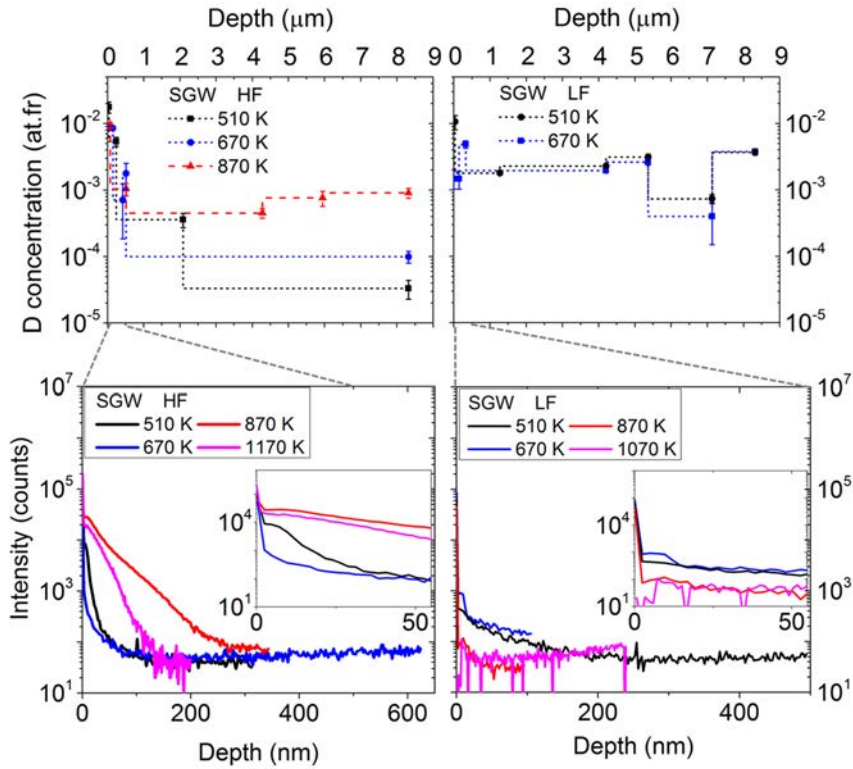 Depth (μm) Depth (μm)
0 1 2 3 4 5 6 7 8 9 0 1 2 3 4 5 6 7 8 9
D concentration (at.fr)
10⁻² 10⁻³ 10⁻⁴ 10⁻⁵
SGW HF
510 K
670 K
870 K
SGW LF
510 K
670 K
10⁻² 10⁻³ 10⁻⁴ 10⁻⁵
Intensity (counts)
10⁷ 10⁵ 10³ 10¹
SGW HF
510 K 870 K
670 K 1170 K
10⁴
10¹
0 50
SGW LF
510 K 870 K
670 K 1070 K
10⁴
10¹
0 50
10⁷ 10⁵ 10³ 10¹
0 200 400 600 0 200 400
Depth (nm) Depth (nm)